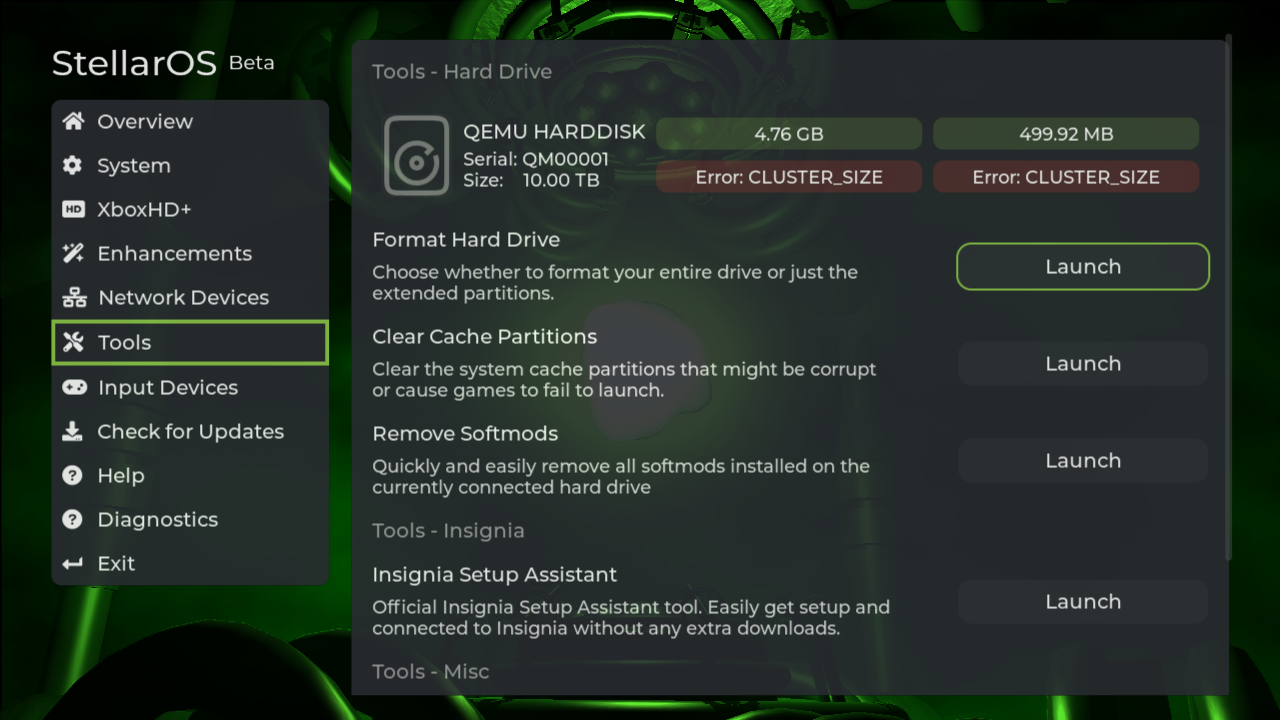 StellarOS Beta
Overview
System
HD XboxHD+
Enhancements
Network Devices
Tools
Input Devices
Check for Updates
? Help
? Diagnostics
Exit
Tools - Hard Drive
QEMU HARDDISK
Serial: QM00001
Size: 10.00 TB
4.76 GB
499.92 MB
Error: CLUSTER_SIZE
Error: CLUSTER_SIZE
Format Hard Drive
Choose whether to format your entire drive or just the
extended partitions.
Launch
Clear Cache Partitions
Clear the system cache partitions that might be corrupt
or cause games to fail to launch.
Launch
Remove Softmods
Quickly and easily remove all softmods installed on the
currently connected hard drive
Launch
Tools - Insignia
Insignia Setup Assistant
Official Insignia Setup Assistant tool. Easily get setup and
connected to Insignia without any extra downloads.
Launch
Tools - Misc